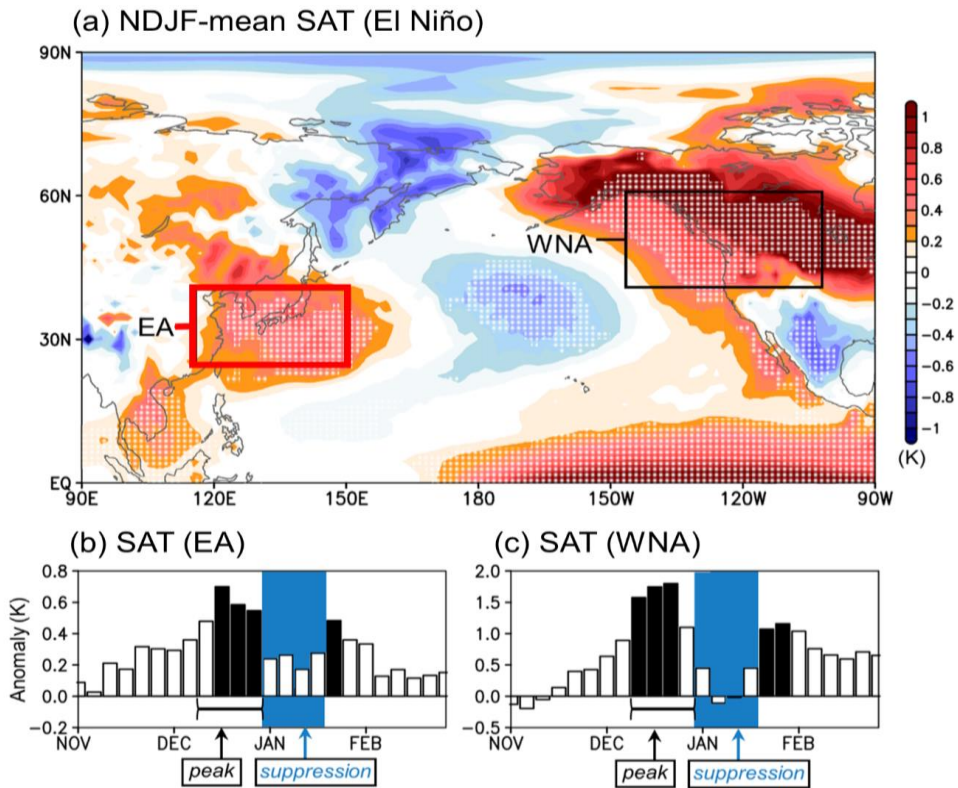 (a) NDJF-mean SAT (El Niño)
90N
60N
30N
EQ
90E 120E 150E 180 150W 120W 90W
WNA
EA
1
0.8
0.6
0.4
0.2
0
−0.2
−0.4
−0.6
−0.8
−1
(K)
(b) SAT (EA)
Anomaly (K)
0.8
0.6
0.4
0.2
0.0
−0.2
NOV DEC JAN FEB
peak suppression
(c) SAT (WNA)
2.0
1.5
1.0
0.5
0.0
−0.5
NOV DEC JAN FEB
peak suppression